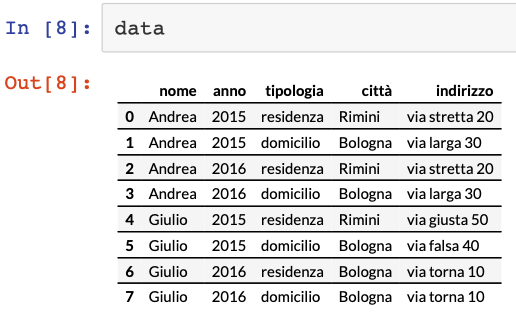 In [8]: data
Out[8]:
nome anno tipologia città indirizzo
0 Andrea 2015 residenza Rimini via stretta 20
1 Andrea 2015 domicilio Bologna via larga 30
2 Andrea 2016 residenza Rimini via stretta 20
3 Andrea 2016 domicilio Bologna via larga 30
4 Giulio 2015 residenza Rimini via giusta 50
5 Giulio 2015 domicilio Bologna via falsa 40
6 Giulio 2016 residenza Bologna via torna 10
7 Giulio 2016 domicilio Bologna via torna 10